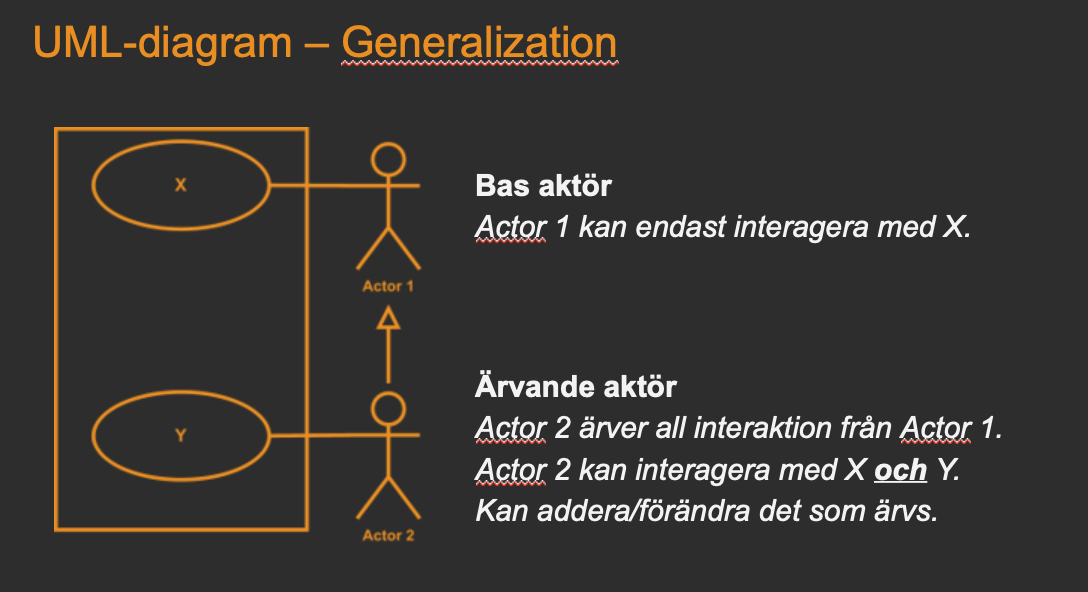 UML-diagram – Generalization
X
Actor 1
Bas aktör
Actor 1 kan endast interagera med X.
Y
Actor 2
Ärvande aktör
Actor 2 ärver all interaktion från Actor 1.
Actor 2 kan interagera med X och Y.
Kan addera/förändra det som ärvs.